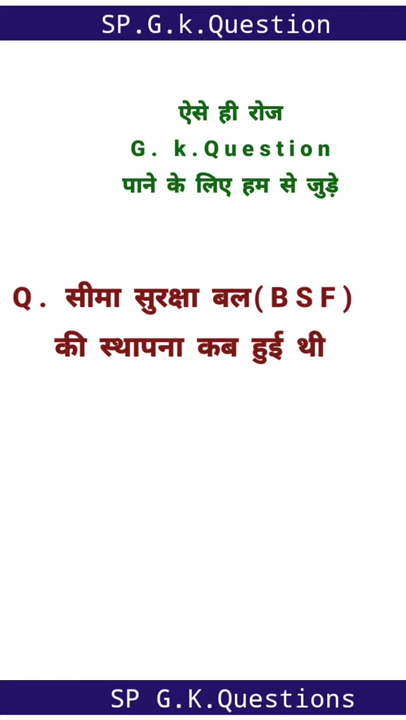 SP.G.k.Question
ऐसे ही रोज
G. k.Question
पाने के लिए हम से जुड़े
Q. सीमा सुरक्षा बल(BSF)
की स्थापना कब हुई थी
SP G.K.Questions